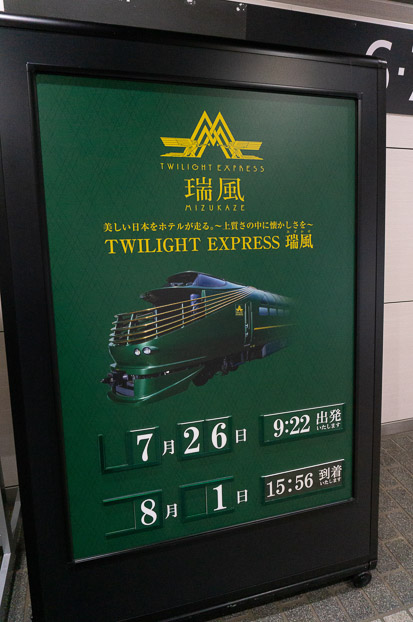 TWILIGHT EXPRESS
瑞風
MIZUKAZE
美しい日本をホテルが走る。〜上質さの中に懐かしさを〜
TWILIGHT EXPRESS 瑞風
7月26日 9:22 出発いたします
8月1日 15:56 到着いたします